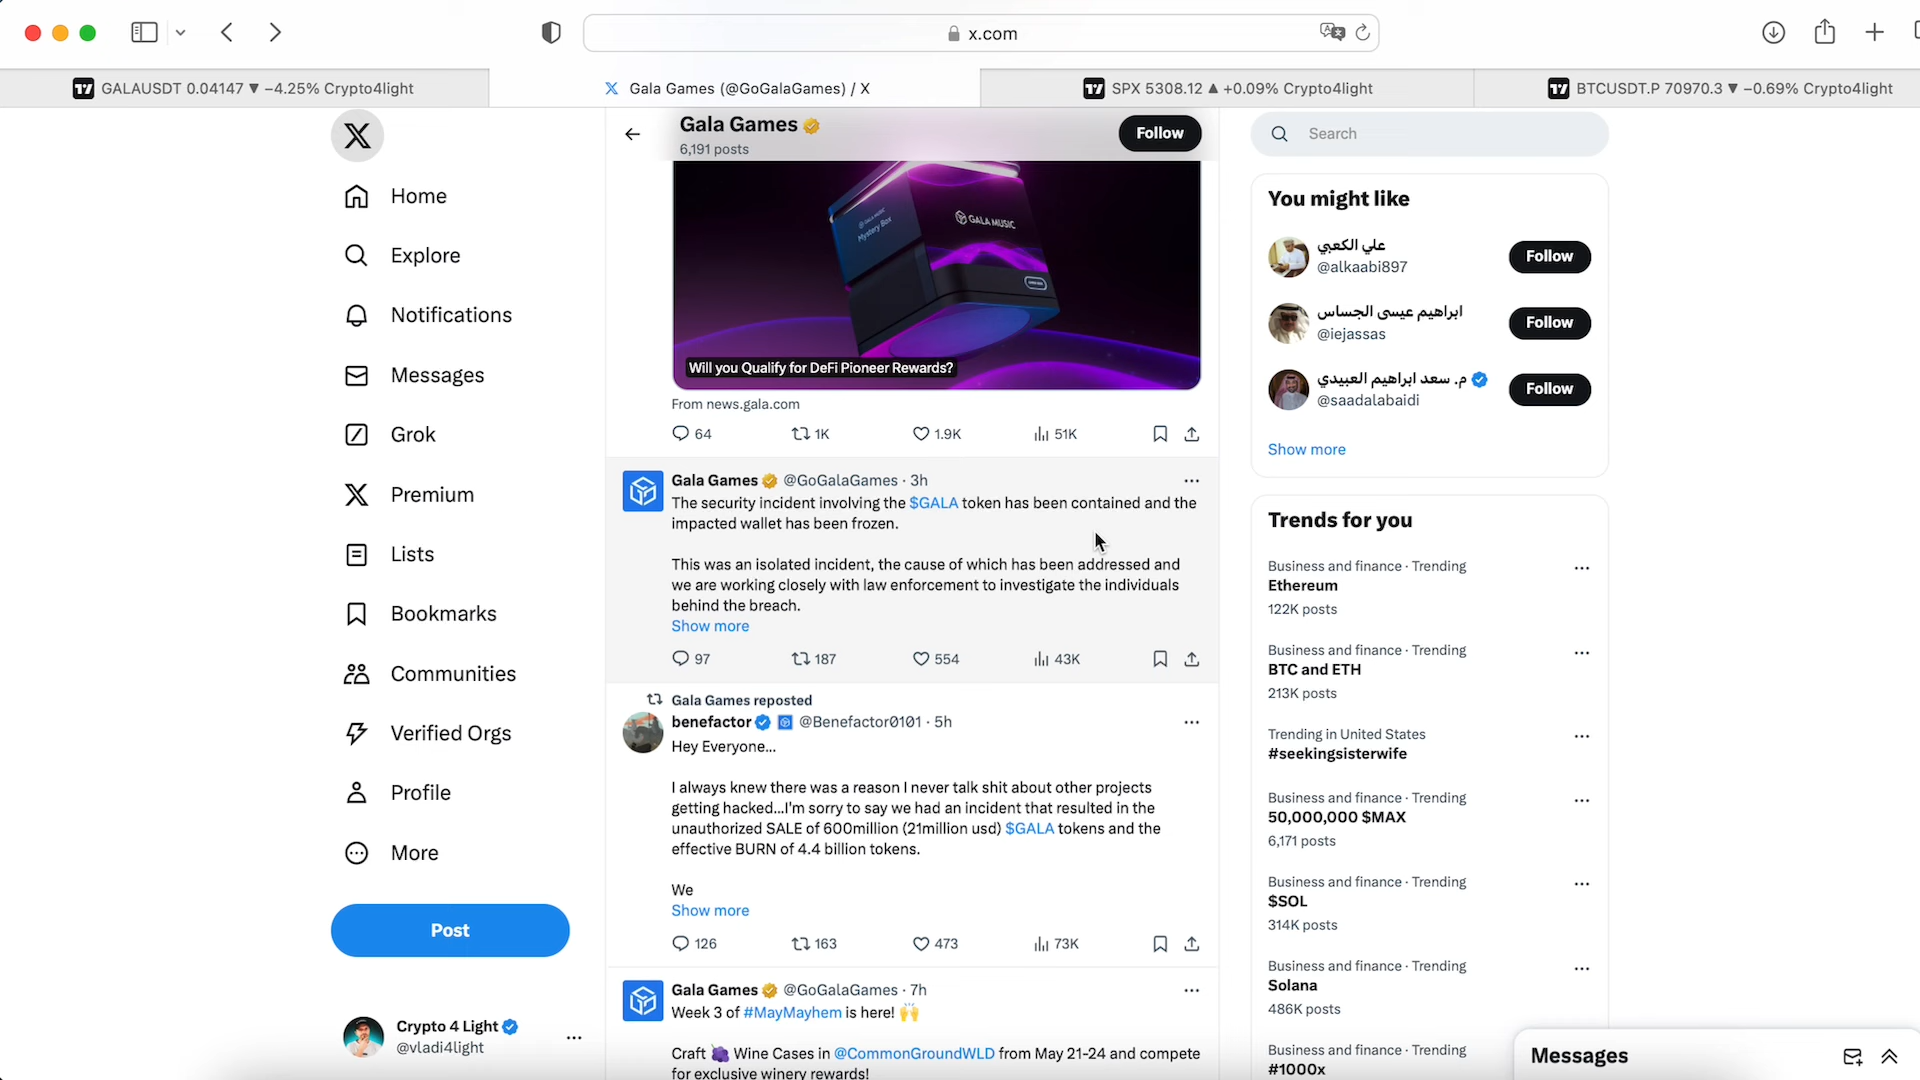 x.com
GALAUSDT 0.04147 ▼ −4.25% Crypto4light
Gala Games (@GoGalaGames) / X
SPX 5308.12 ▲ +0.09% Crypto4light
BTCUSDT.P 70970.3 ▼ −0.69% Crypto4light
Home
Explore
Notifications
Messages
Grok
Premium
Lists
Bookmarks
Communities
Verified Orgs
Profile
More
Post
Crypto 4 Light
@vladi4light
Gala Games
6,191 posts
Follow
GALA MUSIC
Mystery Box
GALA MUSIC
Will you Qualify for DeFi Pioneer Rewards?
From news.gala.com
64 1K 1.9K 51K
Gala Games @GoGalaGames · 3h
The security incident involving the $GALA token has been contained and the
impacted wallet has been frozen.
This was an isolated incident, the cause of which has been addressed and
we are working closely with law enforcement to investigate the individuals
behind the breach.
Show more
97 187 554 43K
Gala Games reposted
benefactor @Benefactor0101 · 5h
Hey Everyone...
I always knew there was a reason I never talk shit about other projects
getting hacked...I'm sorry to say we had an incident that resulted in the
unauthorized SALE of 600million (21million usd) $GALA tokens and the
effective BURN of 4.4 billion tokens.
We
Show more
126 163 473 73K
Gala Games @GoGalaGames · 7h
Week 3 of #MayMayhem is here! 🙌
Craft 🍇 Wine Cases in @CommonGroundWLD from May 21-24 and compete
for exclusive winery rewards!
Search
You might like
علي الكعبي
@alkaabi897
Follow
ابراهيم عيسى الجساس
@iejassas
Follow
م. سعد ابراهيم العبيدي
@saadalabaidi
Follow
Show more
Trends for you
Business and finance · Trending
Ethereum
122K posts
Business and finance · Trending
BTC and ETH
213K posts
Trending in United States
#seekingsisterwife
Business and finance · Trending
50,000,000 $MAX
6,171 posts
Business and finance · Trending
$SOL
314K posts
Business and finance · Trending
Solana
486K posts
Business and finance · Trending
#1000x
Messages